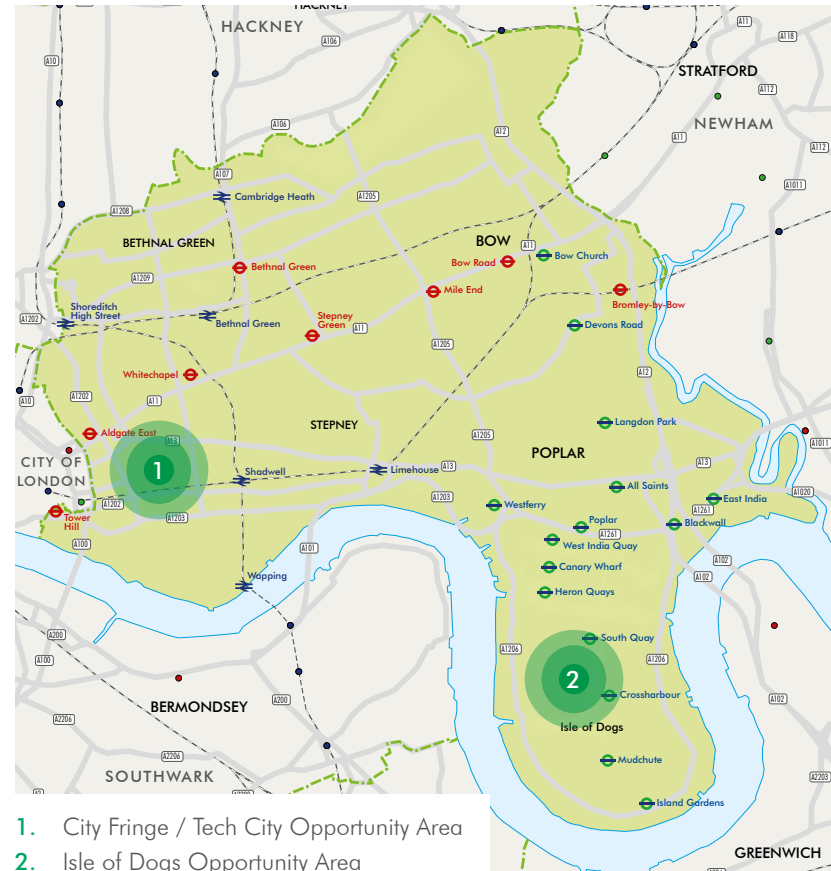 HACKNEY
HACKNEY
A10
A106
A11
A118
STRATFORD
A112
NEWHAM
A106
A12
A11
A112
A107
A1011
Cambridge Heath
A1205
A1208
BETHNAL GREEN
BOW
A11
Bow Church
Bow Road
Bethnal Green
A1209
Mile End
Bromley-by-Bow
Shoreditch
High Street
A1202
Bethnal Green
Stepney
Green
A11
Devons Road
A1205
Whitechapel
A12
A10
A1202
A11
Langdon Park
STEPNEY
Aldgate East
A13
A1205
POPLAR
A1011
CITY OF
LONDON
1
Shadwell
Limehouse
A13
A13
All Saints
A1020
A1202
A1203
A1203
Westferry
East India
A1261
Tower
Hill
Poplar
A1261
Blackwall
A100
A101
West India Quay
A102
Canary Wharf
A102
Wapping
Heron Quays
A200
South Quay
A100
A1206
A1206
2
BERMONDSEY
A200
Crossharbour
A102
A2206
Isle of Dogs
A2206
Mudchute
SOUTHWARK
A2203
Island Gardens
1. City Fringe / Tech City Opportunity Area
2. Isle of Dogs Opportunity Area
GREENWICH